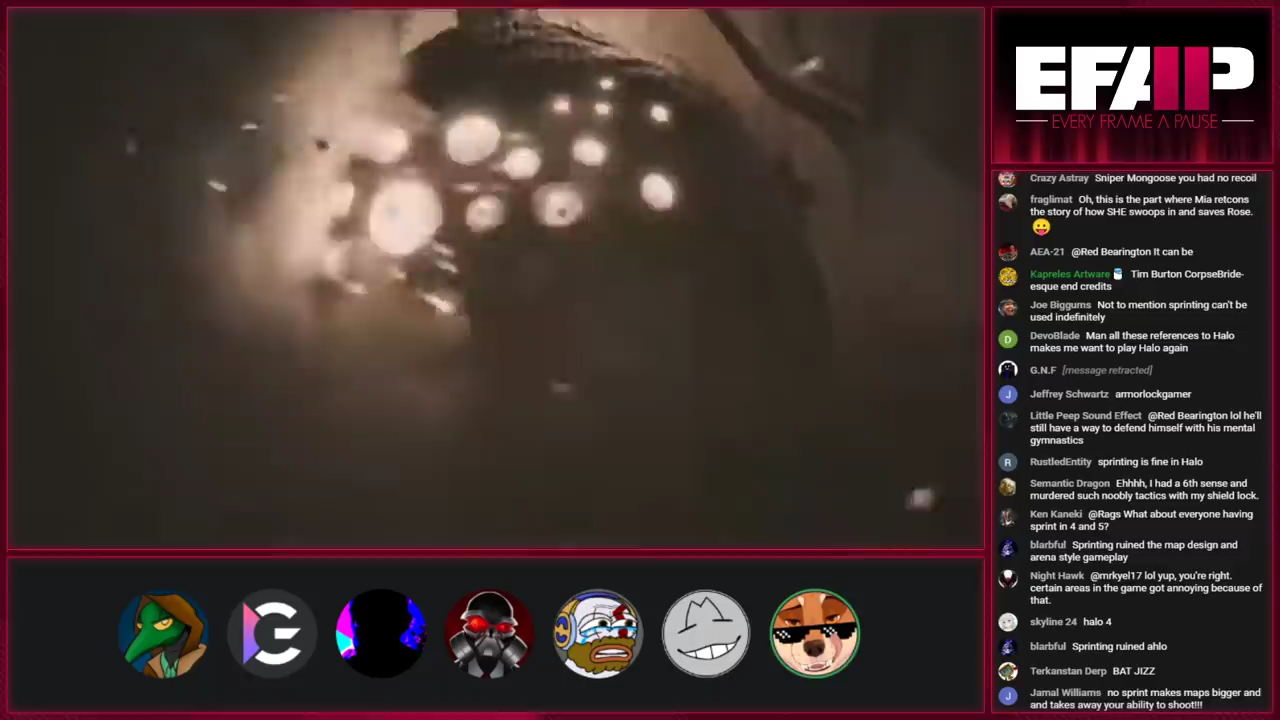 EFAP
EVERY FRAME A PAUSE
Crazy Astray Sniper Mongoose you had no recoil
fraglimat Oh, this is the part where Mia retcons
the story of how SHE swoops in and saves Rose.
AEA-21 @Red Bearington It can be
Kapreles Artware Tim Burton CorpseBride-
esque end credits
Joe Biggums Not to mention sprinting can't be
used indefinitely
DevoBlade Man all these references to Halo
makes me want to play Halo again
G.N.F [message retracted]
Jeffrey Schwartz armorlockgamer
Little Peep Sound Effect @Red Bearington lol he'll
still have a way to defend himself with his mental
gymnastics
RustledEntity sprinting is fine in Halo
Semantic Dragon Ehhhh, I had a 6th sense and
murdered such noobly tactics with my shield lock.
Ken Kaneki @Rags What about everyone having
sprint in 4 and 5?
blarbful Sprinting ruined the map design and
arena style gameplay
Night Hawk @mrkyel17 lol yup, you're right.
certain areas in the game got annoying because of
that.
skyline 24 halo 4
blarbful Sprinting ruined ahlo
Terkanstan Derp BAT JIZZ
Jamal Williams no sprint makes maps bigger and
and takes away your ability to shoot!!!